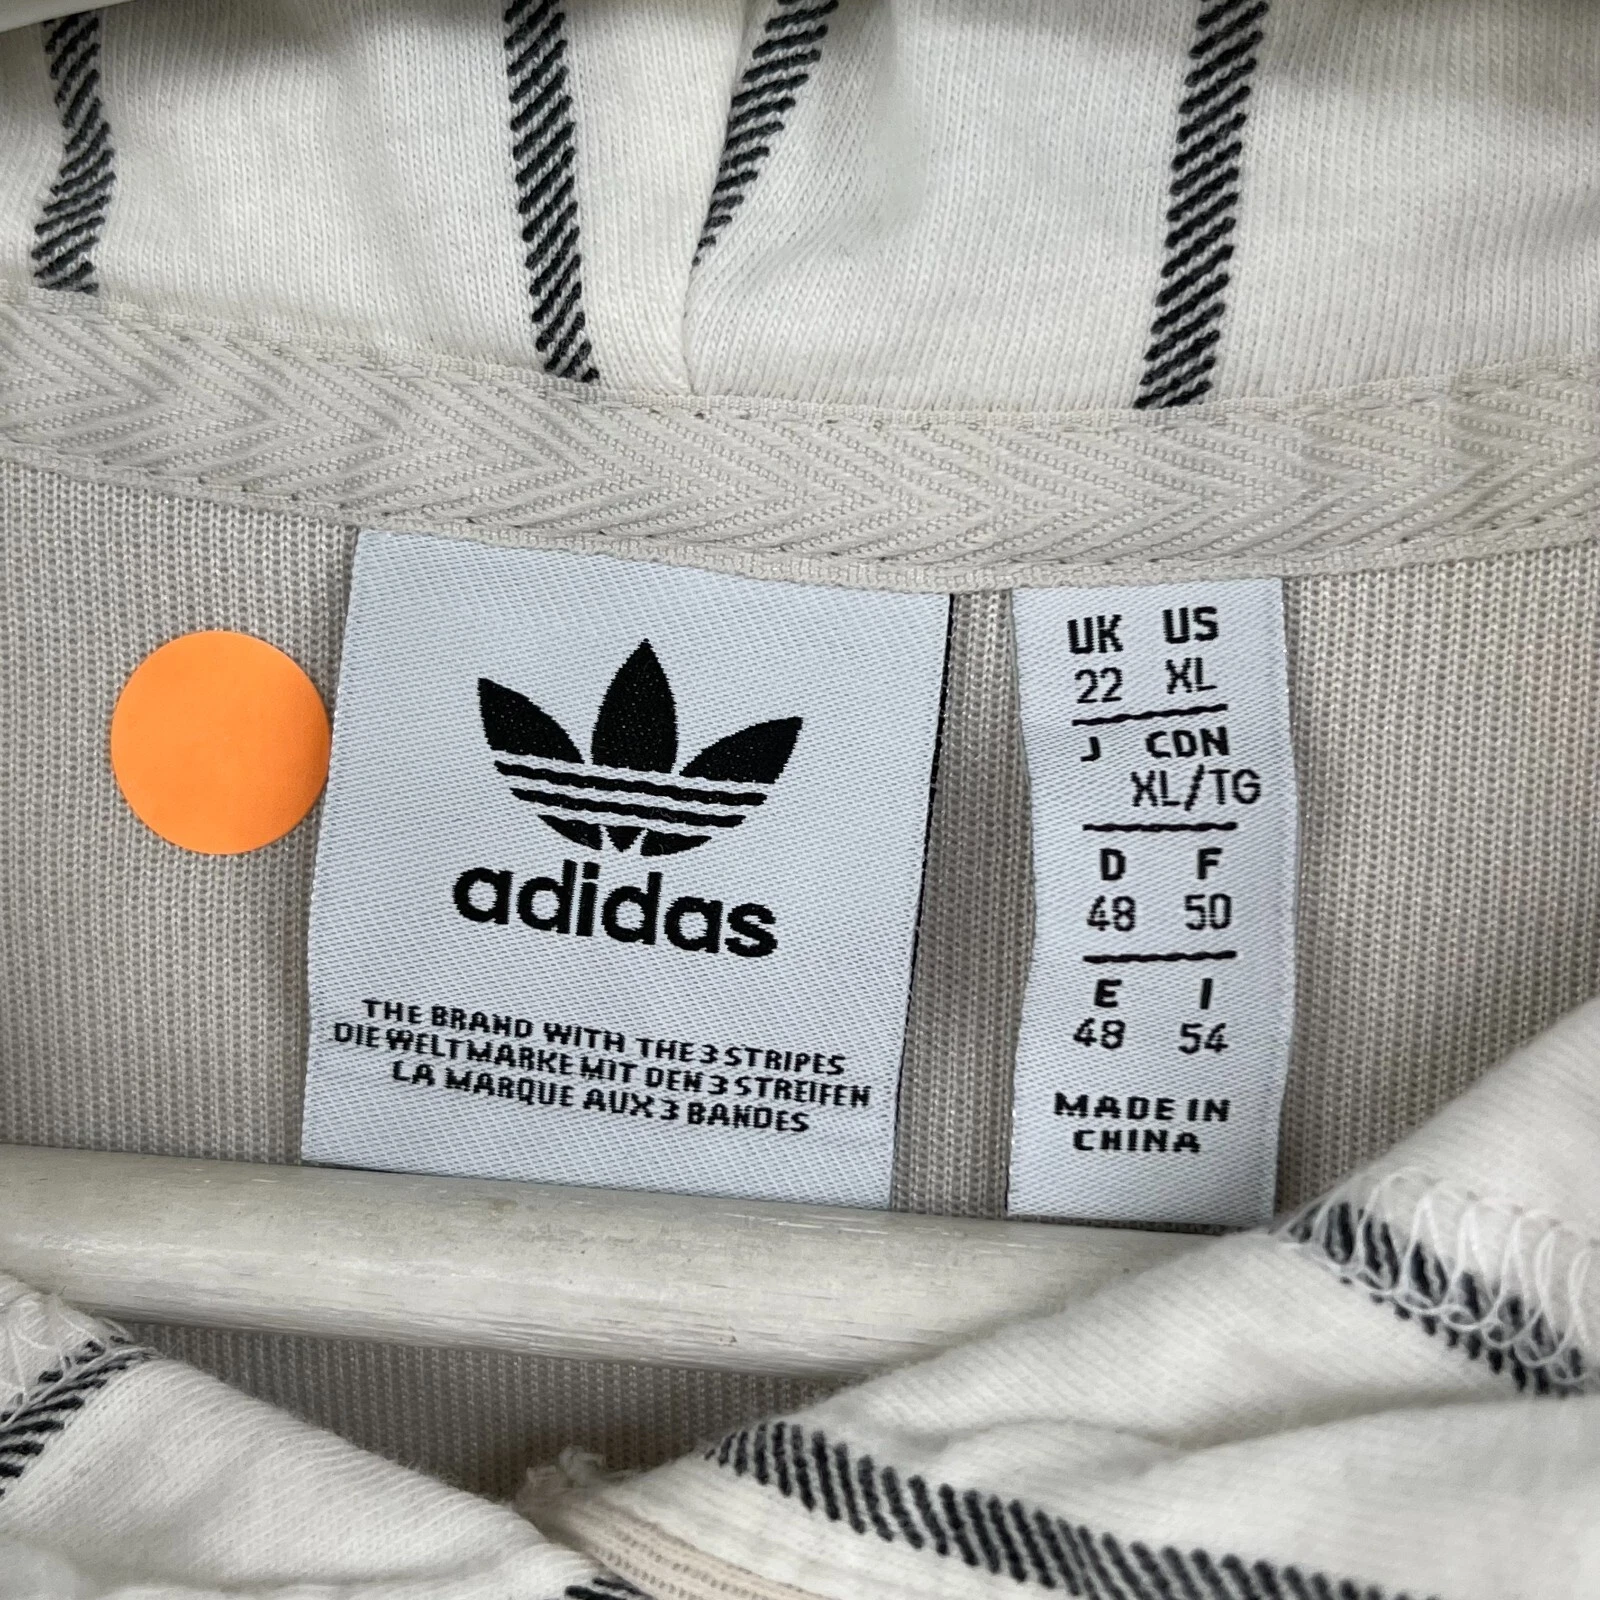 adidas
THE BRAND WITH THE 3 STRIPES
DIE WELTMARKE MIT DEN 3 STREIFEN
LA MARQUE AUX 3 BANDES
UK US
22 XL
J CDN
XL/TG
D F
48 50
E I
48 54
MADE IN
CHINA